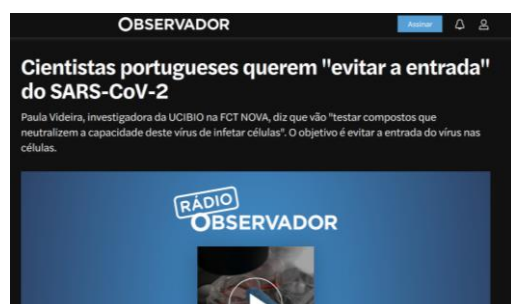 OBSERVADOR
Assinar
Cientistas portugueses querem "evitar a entrada"
do SARS-CoV-2
Paula Videira, investigadora da UCIBIO na FCT NOVA, diz que vão "testar compostos que
neutralizem a capacidade deste vírus de infetar células". O objetivo é evitar a entrada do vírus nas
células.
RÁDIO
OBSERVADOR